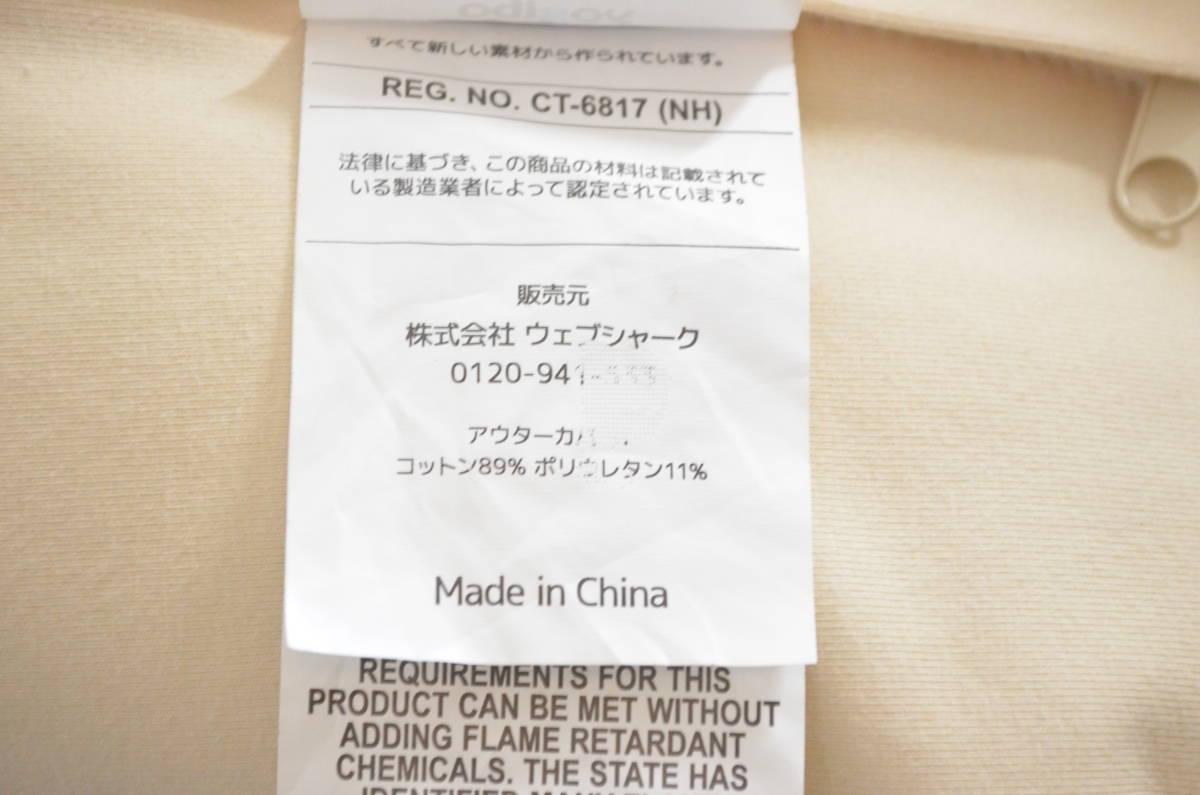 すべて新しい素材から作られています。
REG. NO. CT-6817 (NH)
法律に基づき、この商品の材料は記載されて
いる製造業者によって認定されています。
販売元
株式会社 ウェブシャーク
0120-941-
コットン89% ポリウレタン11%
Made in China
REQUIREMENTS FOR THIS
PRODUCT CAN BE MET WITHOUT
ADDING FLAME RETARDANT
CHEMICALS. THE STATE HAS